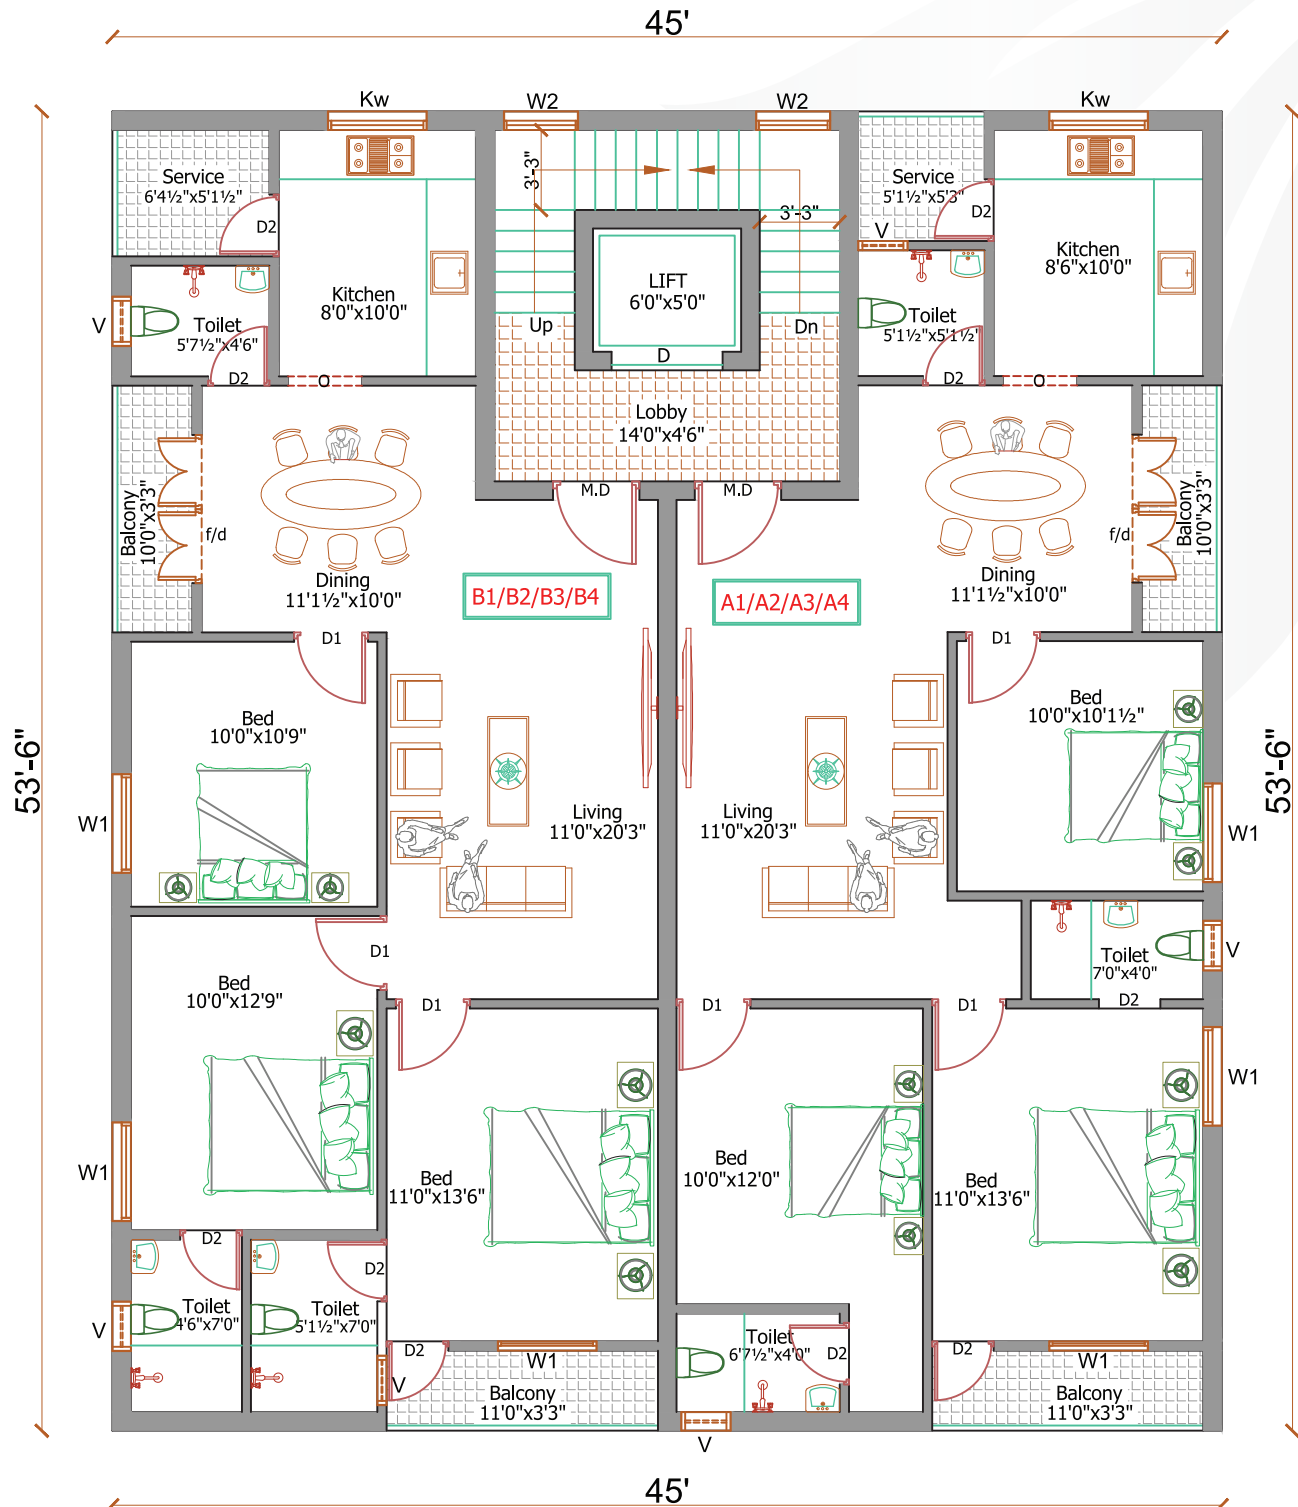 45'
Kw
W2
W2
Kw
3'-3"
Service
6'4½"x5'1½"
D2
Service
5'1½"x5'3"
D2
3'-3"
V
Kitchen
8'6"x10'0"
LIFT
6'0"x5'0"
Kitchen
8'0"x10'0"
V
Toilet
5'7½"x4'6"
Up
Dn
Toilet
5'1½"x5'1½"
D
D2
O
D2
O
Lobby
14'0"x4'6"
M.D
M.D
Balcony
10'0"x3'3"
f/d
f/d
Balcony
10'0"x3'3"
Dining
11'1½"x10'0"
Dining
11'1½"x10'0"
B1/B2/B3/B4
A1/A2/A3/A4
D1
D1
Bed
10'0"x10'9"
Bed
10'0"x10'1½"
53'-6"
53'-6"
W1
Living
11'0"x20'3"
Living
11'0"x20'3"
W1
D1
Toilet
7'0"x4'0"
V
Bed
10'0"x12'9"
D2
D1
D1
D1
W1
W1
Bed
11'0"x13'6"
Bed
10'0"x12'0"
Bed
11'0"x13'6"
D2
D2
V
Toilet
4'6"x7'0"
Toilet
5'1½"x7'0"
Toilet
6'7½"x4'0"
D2
D2
W1
D2
W1
V
Balcony
11'0"x3'3"
Balcony
11'0"x3'3"
V
45'